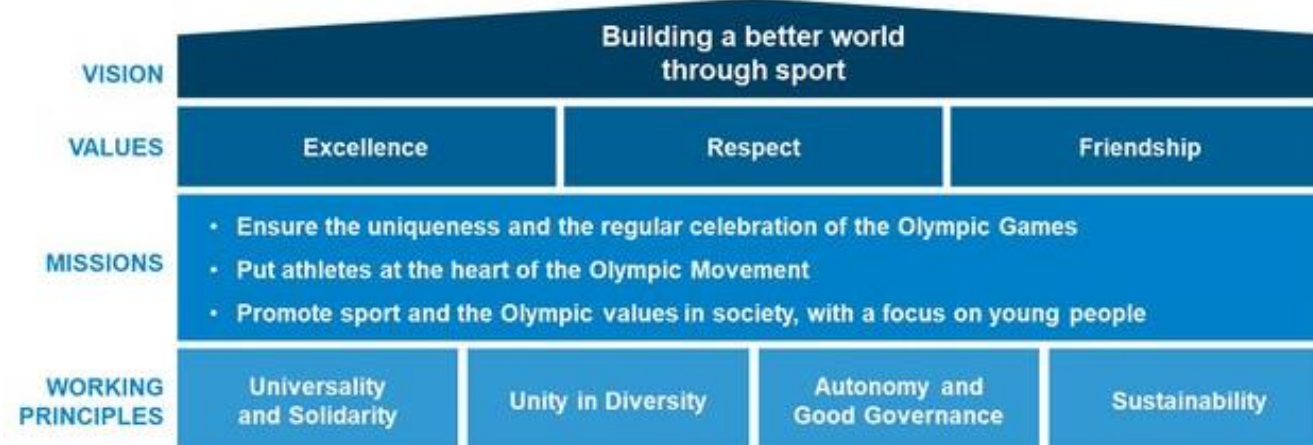 Building a better world
through sport
VISION
VALUES
Excellence
Respect
Friendship
MISSIONS
• Ensure the uniqueness and the regular celebration of the Olympic Games
• Put athletes at the heart of the Olympic Movement
• Promote sport and the Olympic values in society, with a focus on young people
WORKING
PRINCIPLES
Universality
and Solidarity
Unity in Diversity
Autonomy and
Good Governance
Sustainability